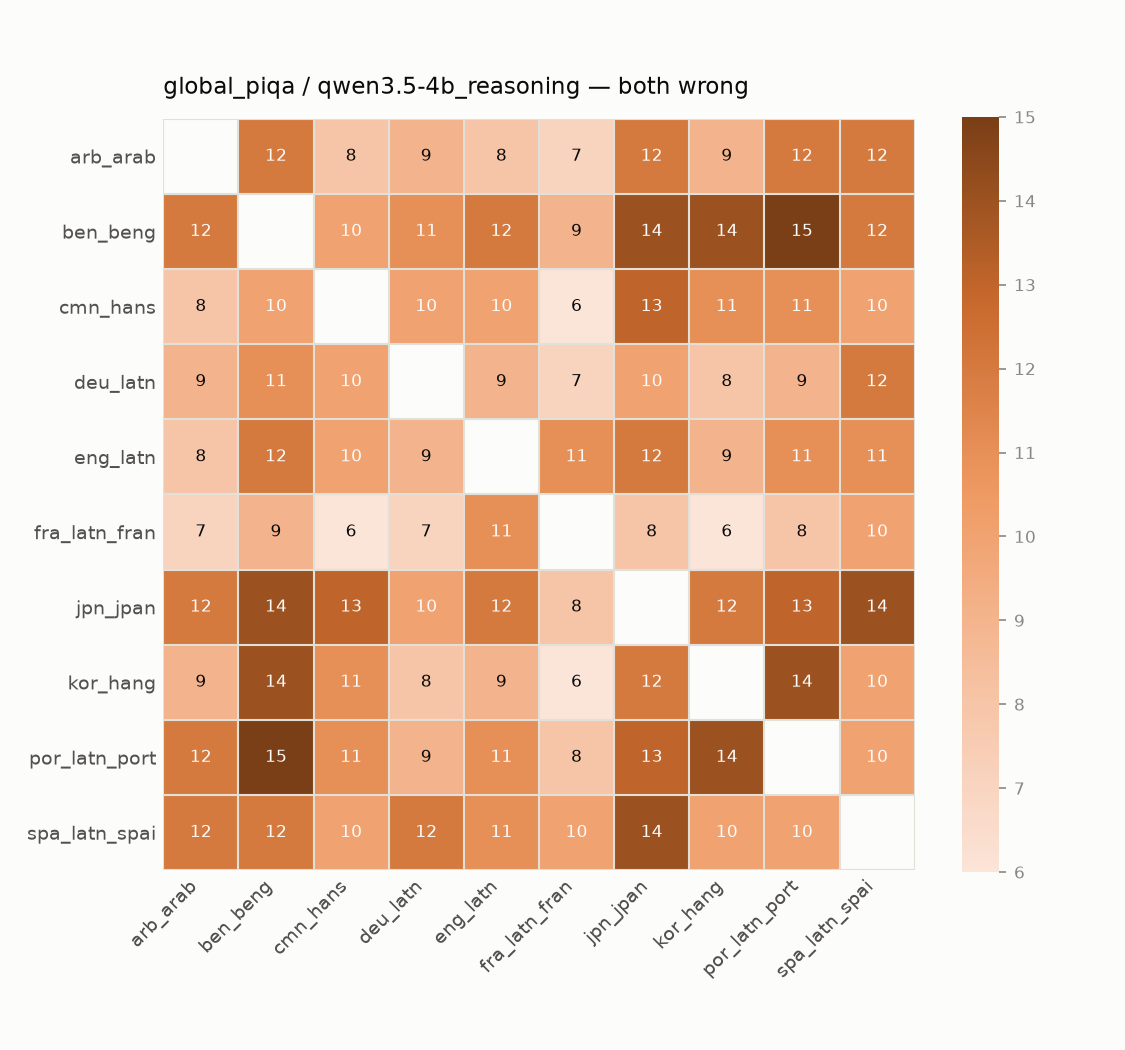 global_piqa / qwen3.5-4b_reasoning — both wrong
arb_arab 12 8 9 8 7 12 9 12 12
ben_beng 12 10 11 12 9 14 14 15 12
cmn_hans 8 10 10 10 6 13 11 11 10
deu_latn 9 11 10 9 7 10 8 9 12
eng_latn 8 12 10 9 11 12 9 11 11
fra_latn_fran 7 9 6 7 11 8 6 8 10
jpn_jpan 12 14 13 10 12 8 12 13 14
kor_hang 9 14 11 8 9 6 12 14 10
por_latn_port 12 15 11 9 11 8 13 14 10
spa_latn_spai 12 12 10 12 11 10 14 10 10
arb_arab ben_beng cmn_hans deu_latn eng_latn fra_latn_fran jpn_jpan kor_hang por_latn_port spa_latn_spai
15
14
13
12
11
10
9
8
7
6